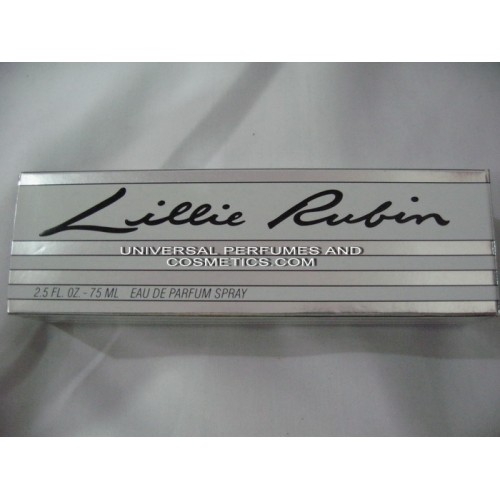 Lillie Rubin
UNIVERSAL PERFUMES AND
COSMETICS.COM
2.5 FL. OZ. - 75 ML EAU DE PARFUM SPRAY